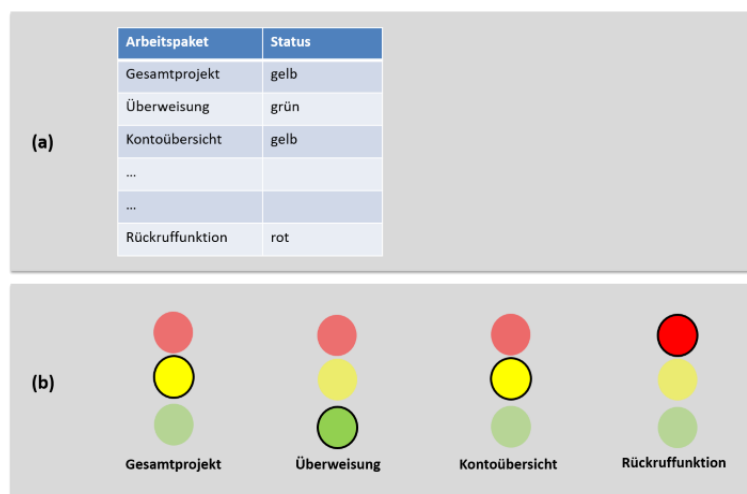 Arbeitspaket Status
Gesamtprojekt gelb
Überweisung grün
(a)
Kontoübersicht gelb
...
...
Rückruffunktion rot
(b)
Gesamtprojekt Überweisung Kontoübersicht Rückruffunktion